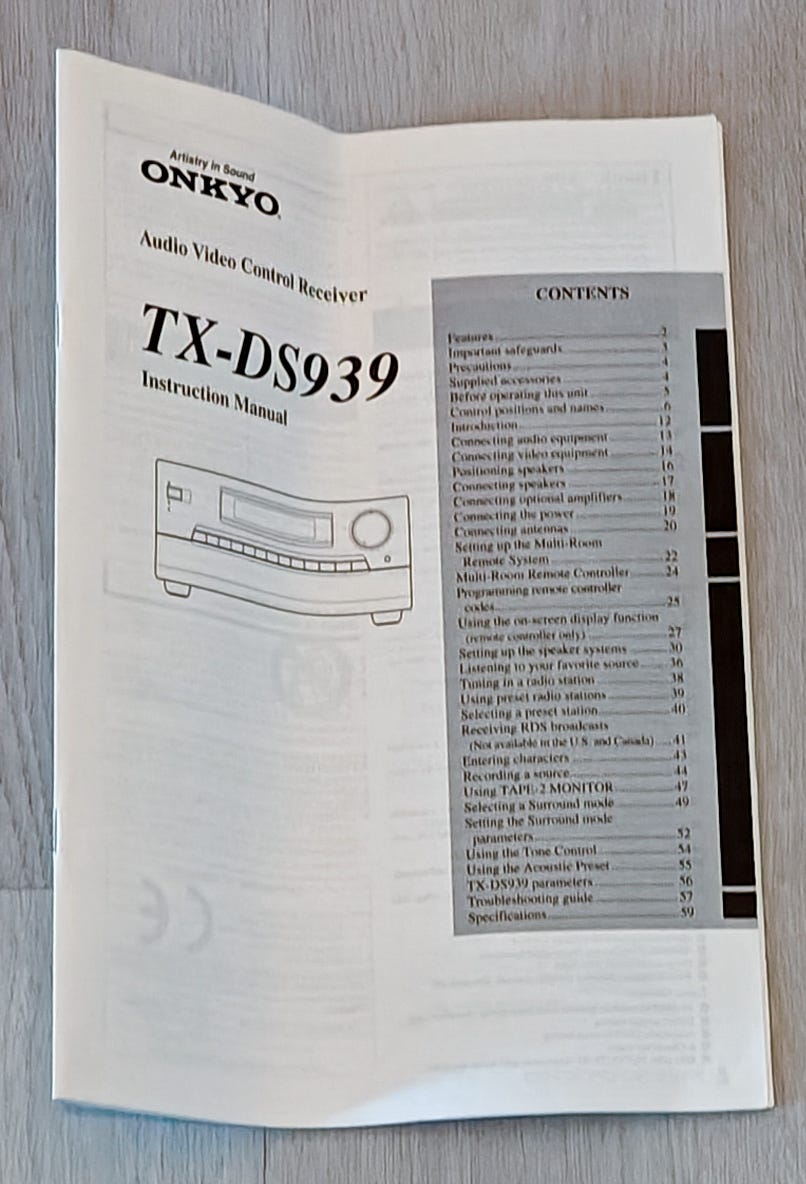 Artistry in Sound
ONKYO
Audio Video Control Receiver
TX-DS939
Instruction Manual
CONTENTS
Features 2
Important safeguards 3
Precautions 4
Supplied accessories 4
Before operating this unit 5
Control positions and names 6
Introduction 12
Connecting audio equipment 13
Connecting video equipment 14
Positioning speakers 16
Connecting speakers 17
Connecting optional amplifiers 18
Connecting the power 19
Connecting antennas 20
Setting up the Multi-Room
Remote System 22
Multi-Room Remote Controller 24
Programming remote controller
codes 25
Using the on-screen display function
(remote controller only) 27
Setting up the speaker systems 30
Listening to your favorite source 36
Tuning in a radio station 38
Using preset radio stations 39
Selecting a preset station 40
Receiving RDS broadcasts
(Not available in the U.S. and Canada) 41
Entering characters 43
Recording a source 44
Using TAPE-2 MONITOR 47
Selecting a Surround mode 49
Setting the Surround mode
parameters 52
Using the Tone Control 54
Using the Acoustic Preset 55
TX-DS939 parameters 56
Troubleshooting guide 57
Specifications 59
CE